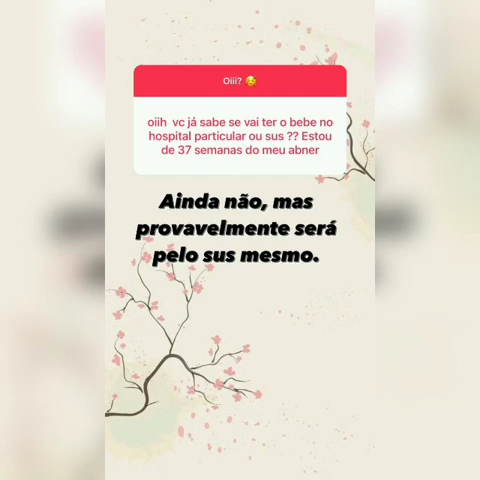 Oiii? 🥰
oiih vc já sabe se vai ter o bebe no
hospital particular ou sus ?? Estou
de 37 semanas do meu abner
Ainda não, mas
provavelmente será
pelo sus mesmo.